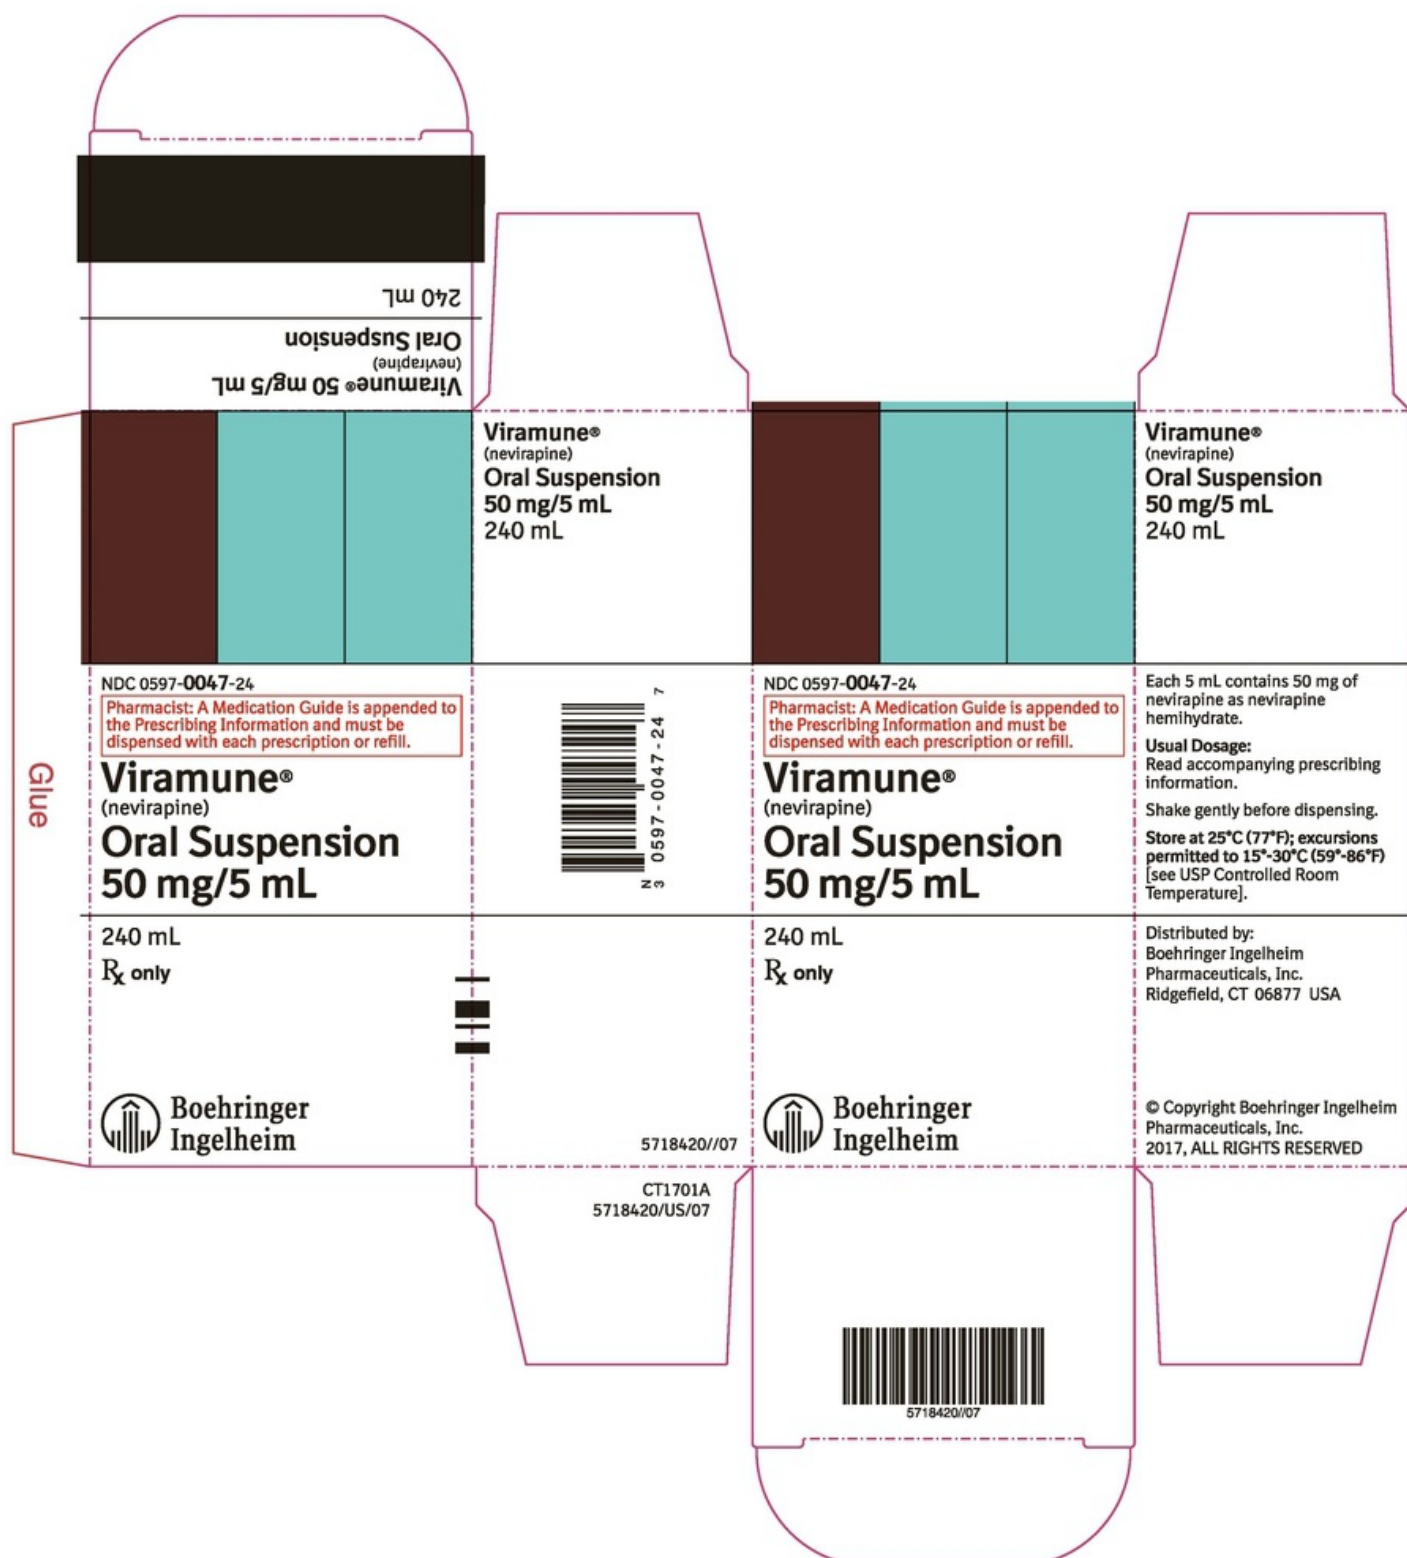 240 mL
Oral Suspension
(nevirapine)
Viramune® 50 mg/5 mL
Glue
NDC 0597-0047-24
Pharmacist: A Medication Guide is appended to
the Prescribing Information and must be
dispensed with each prescription or refill.
Viramune®
(nevirapine)
Oral Suspension
50 mg/5 mL
240 mL
Rx only
Boehringer
Ingelheim
Viramune®
(nevirapine)
Oral Suspension
50 mg/5 mL
240 mL
N
3 0597-0047-24 7
5718420//07
CT1701A
5718420/US/07
NDC 0597-0047-24
Pharmacist: A Medication Guide is appended to
the Prescribing Information and must be
dispensed with each prescription or refill.
Viramune®
(nevirapine)
Oral Suspension
50 mg/5 mL
240 mL
Rx only
Boehringer
Ingelheim
5718420//07
Viramune®
(nevirapine)
Oral Suspension
50 mg/5 mL
240 mL
Each 5 mL contains 50 mg of
nevirapine as nevirapine
hemihydrate.
Usual Dosage:
Read accompanying prescribing
information.
Shake gently before dispensing.
Store at 25°C (77°F); excursions
permitted to 15°-30°C (59°-86°F)
[see USP Controlled Room
Temperature].
Distributed by:
Boehringer Ingelheim
Pharmaceuticals, Inc.
Ridgefield, CT 06877 USA
© Copyright Boehringer Ingelheim
Pharmaceuticals, Inc.
2017, ALL RIGHTS RESERVED